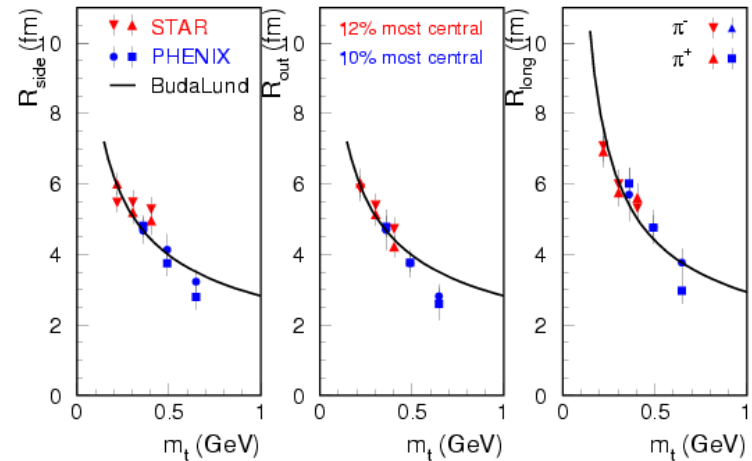 R_side (fm)
10
8
6
4
2
0
STAR
PHENIX
BudaLund
0
0.5
1
m_t (GeV)
R_out (fm)
10
8
6
4
2
0
12% most central
10% most central
0
0.5
1
m_t (GeV)
R_long (fm)
10
8
6
4
2
0
π-
π+
0
0.5
1
m_t (GeV)